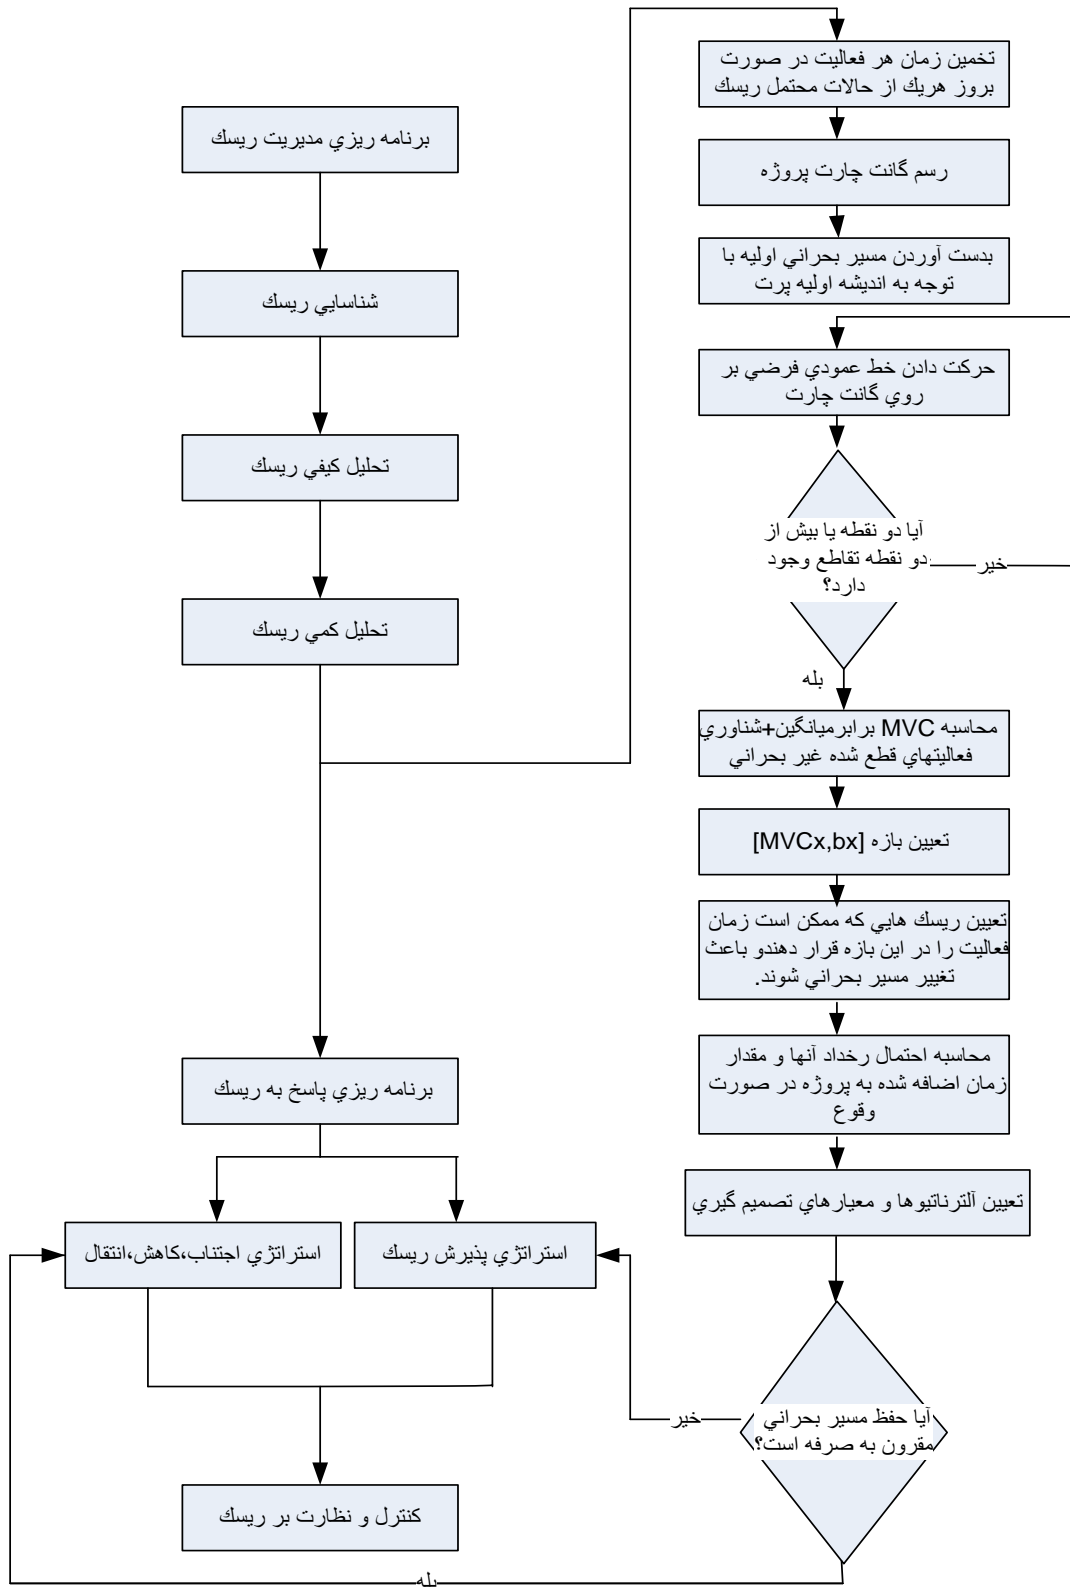 برنامه ريزي مديريت ريسك
شناسايي ريسك
تحليل كيفي ريسك
تحليل كمي ريسك
برنامه ريزي پاسخ به ريسك
استراتژي پذيرش ريسك
استراتژي اجتناب،كاهش،انتقال
كنترل و نظارت بر ريسك
تخمين زمان هر فعاليت در صورت
بروز هريك از حالات محتمل ريسك
رسم گانت چارت پروژه
بدست آوردن مسير بحراني اوليه با
توجه به انديشه اوليه پرت
حركت دادن خط عمودي فرضي بر
روي گانت چارت
آيا دو نقطه يا بيش از
دو نقطه تقاطع وجود
دارد؟
خير
بله
محاسبه MVC برابرميانگين+شناوري
فعاليتهاي قطع شده غير بحراني
تعيين بازه [MVCx,bx]
تعيين ريسك هايي كه ممكن است زمان
فعاليت را در اين بازه قرار دهندو باعث
تغيير مسير بحراني شوند.
محاسبه احتمال رخداد آنها و مقدار
زمان اضافه شده به پروژه در صورت
وقوع
تعيين آلترناتيوها و معيارهاي تصميم گيري
آيا حفظ مسير بحراني
مقرون به صرفه است؟
خير
بله